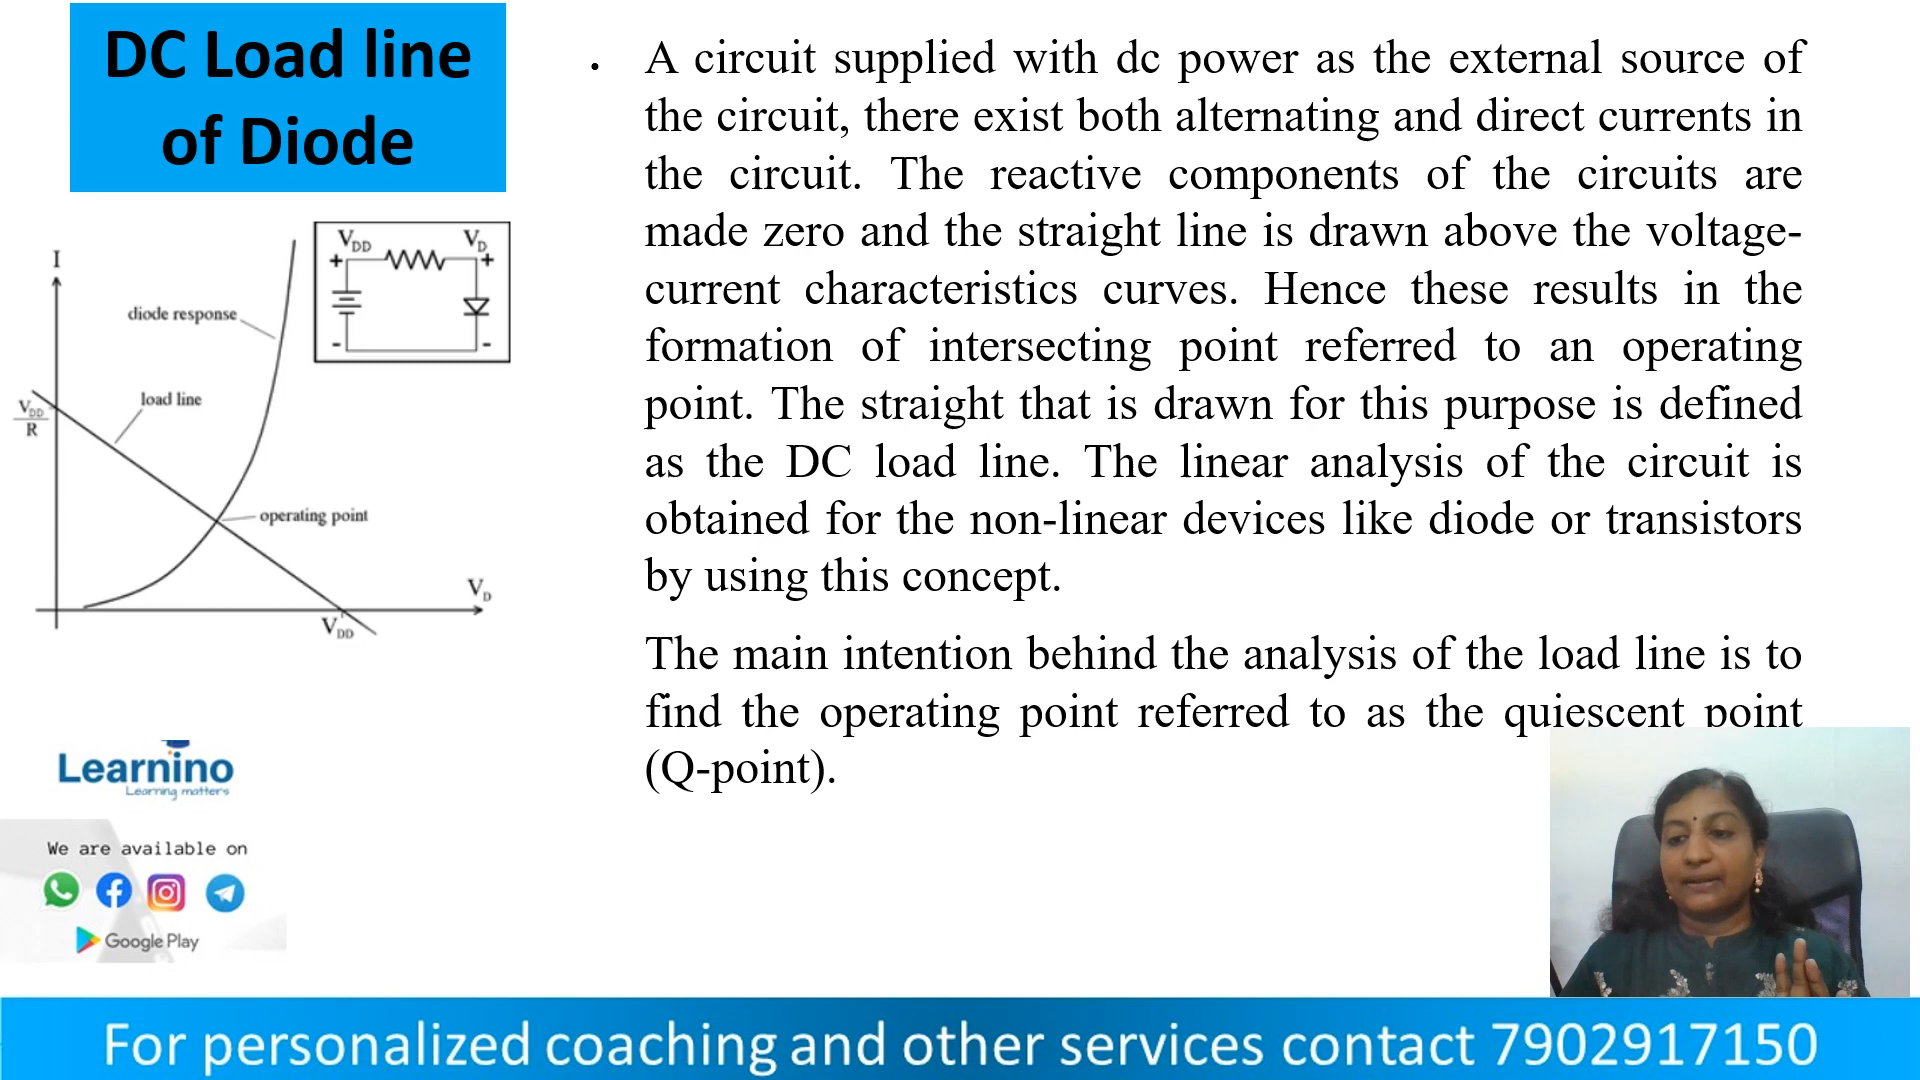 DC Load line
of Diode
• A circuit supplied with dc power as the external source of
the circuit, there exist both alternating and direct currents in
the circuit. The reactive components of the circuits are
made zero and the straight line is drawn above the voltage-
current characteristics curves. Hence these results in the
formation of intersecting point referred to an operating
point. The straight that is drawn for this purpose is defined
as the DC load line. The linear analysis of the circuit is
obtained for the non-linear devices like diode or transistors
by using this concept.
The main intention behind the analysis of the load line is to
find the operating point referred to as the quiescent point
(Q-point).
I
diode response
VDD
VD
+
+
-
-
load line
VDD
R
operating point
VD
VDD
Learnino
Learning matters
We are available on
Google Play
For personalized coaching and other services contact 7902917150